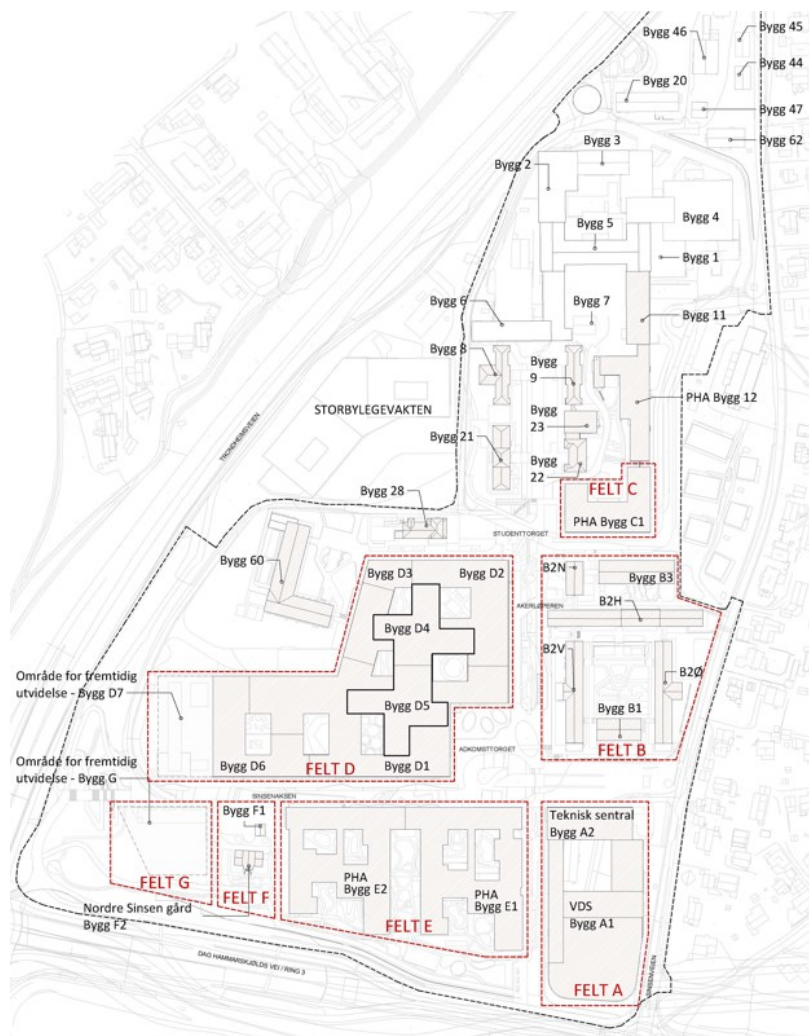 Bygg 45
Bygg 46
Bygg 44
Bygg 20
Bygg 47
Bygg 62
Bygg 3
Bygg 2
Bygg 4
Bygg 5
Bygg 1
Bygg 6
Bygg 7
Bygg 11
Bygg 8
Bygg
9
PHA Bygg 12
STORBYLEGEVAKTEN
TRONDHEIMSVEIEN
Bygg
23
Bygg 21
Bygg
22
FELT C
Bygg 28
PHA Bygg C1
STUDENTTORGET
Bygg 60
Bygg D3
Bygg D2
B2N
Bygg B3
AKERLØPEREN
B2H
Bygg D4
B2V
B2Ø
Område for fremtidig
utvidelse - Bygg D7
Bygg D5
Bygg B1
ADKOMSTTORGET
FELT B
Bygg D6
FELT D
Bygg D1
Område for fremtidig
utvidelse - Bygg G
SINSENAKSEN
Bygg F1
Teknisk sentral
Bygg A2
PHA
Bygg E2
PHA
Bygg E1
FELT G
FELT F
FELT E
VDS
Bygg A1
Nordre Sinsen gård
Bygg F2
DAG HAMMARSKJØLDS VEI / RING 3
FELT A
SINSENVEIEN